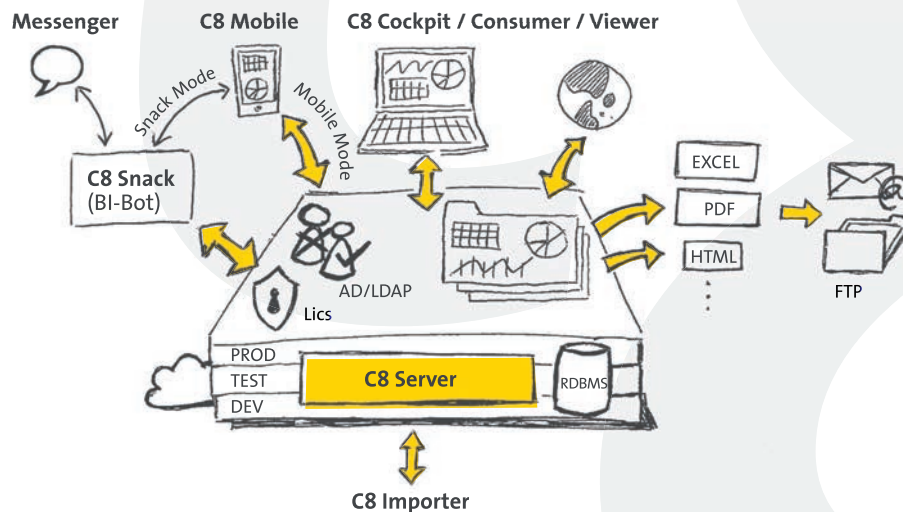 Messenger
C8 Mobile
C8 Cockpit / Consumer / Viewer
Snack Mode
Mobile Mode
C8 Snack
(BI-Bot)
EXCEL
PDF
HTML
@
FTP
AD/LDAP
Lics
PROD
TEST
DEV
C8 Server
RDBMS
C8 Importer